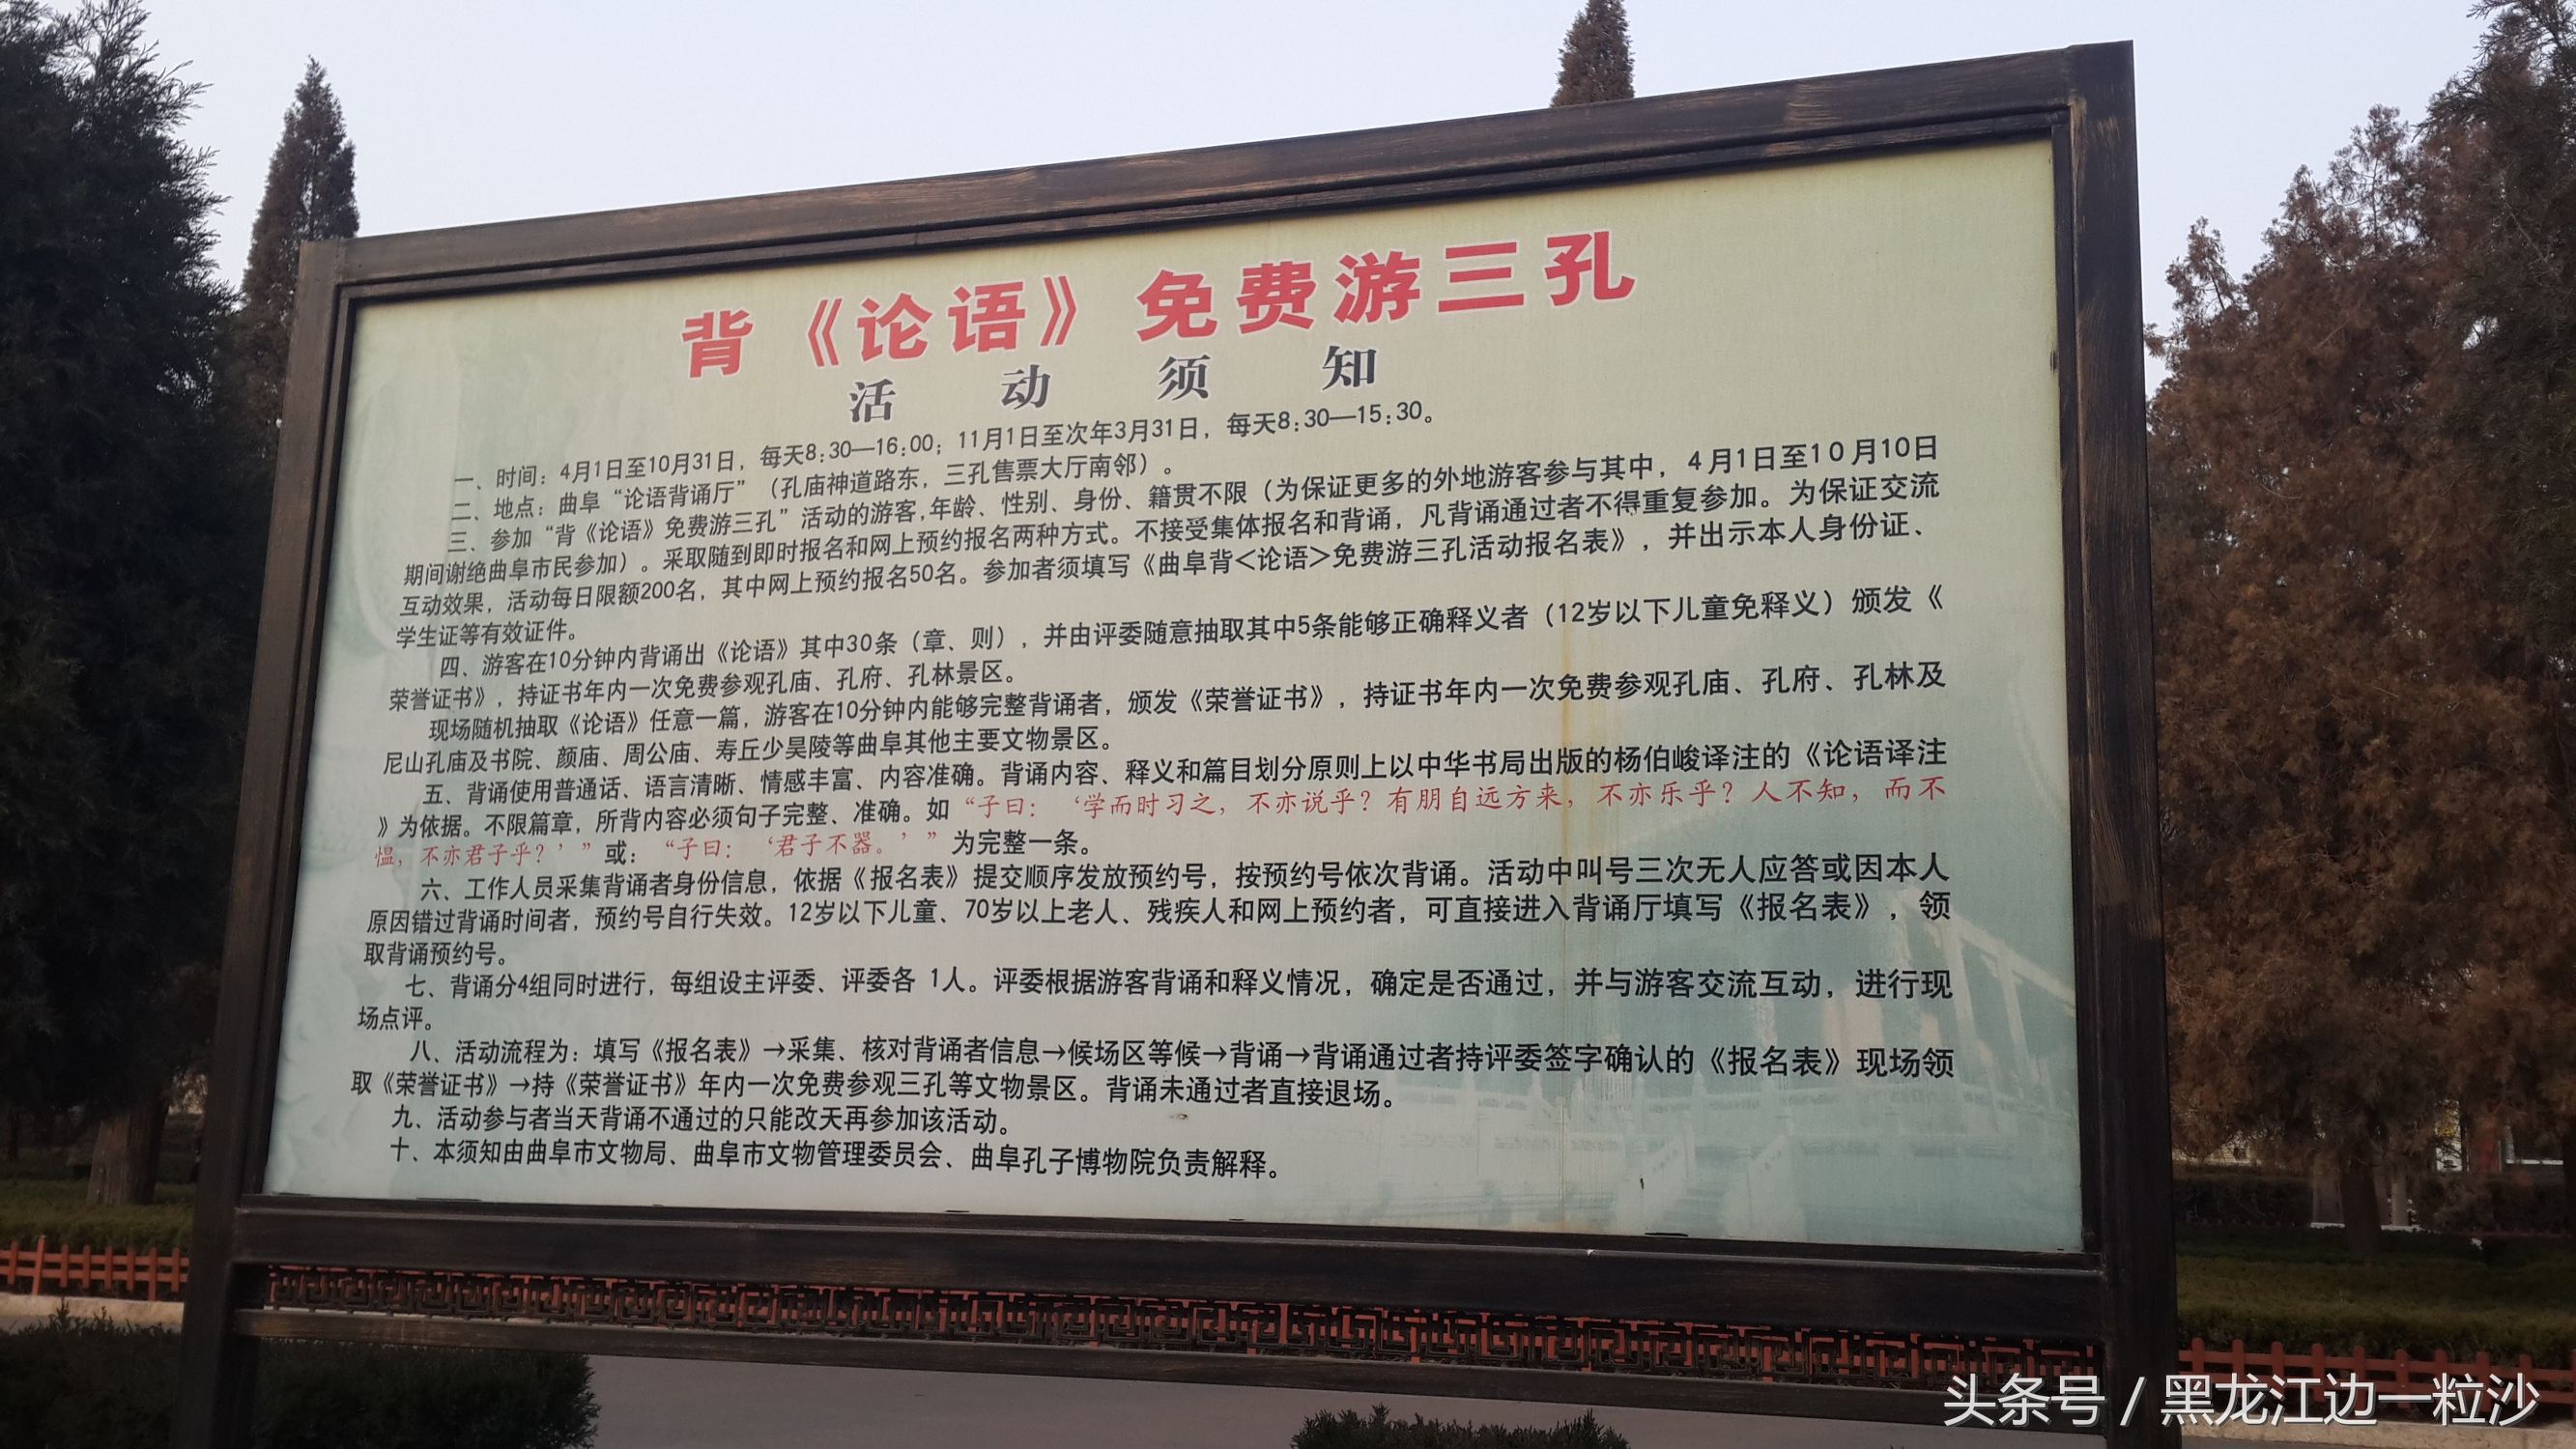 背《论语》免费游三孔
活动须知
一、时间：4月1日至10月31日，每天8:30—16:00；11月1日至次年3月31日，每天8:30—15:30。
二、地点：曲阜“论语背诵厅”（孔庙神道路东，三孔售票大厅南邻）。
三、参加“背《论语》免费游三孔”活动的游客,年龄、性别、身份、籍贯不限（为保证更多的外地游客参与其中，4月1日至10月10日
期间谢绝曲阜市民参加）。采取随到即时报名和网上预约报名两种方式。不接受集体报名和背诵，凡背诵通过者不得重复参加。为保证交流
互动效果，活动每日限额200名，其中网上预约报名50名。参加者须填写《曲阜背<论语>免费游三孔活动报名表》，并出示本人身份证、
学生证等有效证件。
四、游客在10分钟内背诵出《论语》其中30条（章、则），并由评委随意抽取其中5条能够正确释义者（12岁以下儿童免释义）颁发《
荣誉证书》，持证书年内一次免费参观孔庙、孔府、孔林景区。
现场随机抽取《论语》任意一篇，游客在10分钟内能够完整背诵者，颁发《荣誉证书》，持证书年内一次免费参观孔庙、孔府、孔林及
尼山孔庙及书院、颜庙、周公庙、寿丘少昊陵等曲阜其他主要文物景区。
五、背诵使用普通话、语言清晰、情感丰富、内容准确。背诵内容、释义和篇目划分原则上以中华书局出版的杨伯峻译注的《论语译注
》为依据。不限篇章，所背内容必须句子完整、准确。如“子曰：‘学而时习之，不亦说乎？有朋自远方来，不亦乐乎？人不知，而不
愠，不亦君子乎？’”或：“子曰：‘君子不器。’”为完整一条。
六、工作人员采集背诵者身份信息，依据《报名表》提交顺序发放预约号，按预约号依次背诵。活动中叫号三次无人应答或因本人
原因错过背诵时间者，预约号自行失效。12岁以下儿童、70岁以上老人、残疾人和网上预约者，可直接进入背诵厅填写《报名表》，领
取背诵预约号。
七、背诵分4组同时进行，每组设主评委、评委各 1人。评委根据游客背诵和释义情况，确定是否通过，并与游客交流互动，进行现
场点评。
八、活动流程为：填写《报名表》→采集、核对背诵者信息→候场区等候→背诵→背诵通过者持评委签字确认的《报名表》现场领
取《荣誉证书》→持《荣誉证书》年内一次免费参观三孔等文物景区。背诵未通过者直接退场。
九、活动参与者当天背诵不通过的只能改天再参加该活动。
十、本须知由曲阜市文物局、曲阜市文物管理委员会、曲阜孔子博物院负责解释。
头条号 / 黑龙江边一粒沙